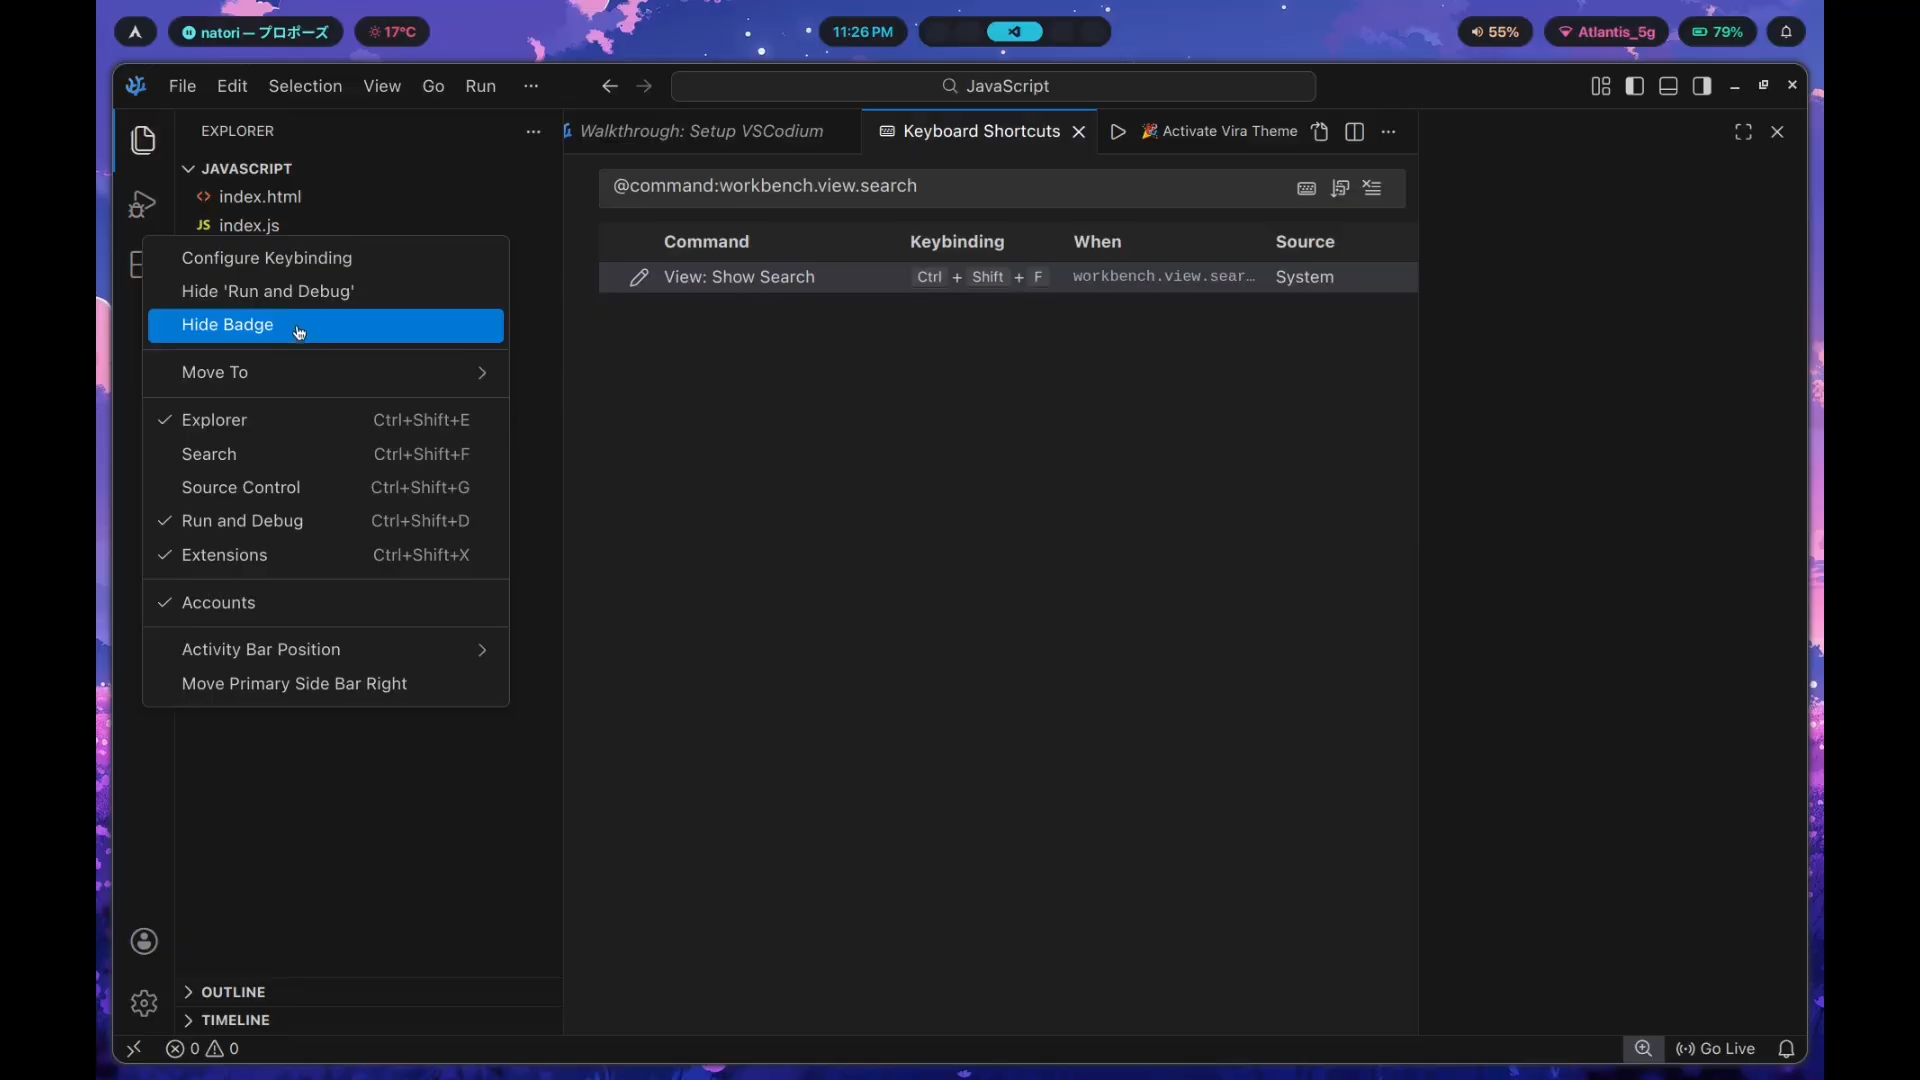 natori — プロポーズ
17°C
11:26 PM
55%
Atlantis_5g
79%
File Edit Selection View Go Run ···
JavaScript
EXPLORER
Walkthrough: Setup VSCodium
Keyboard Shortcuts
Activate Vira Theme
JAVASCRIPT
index.html
JS index.js
@command:workbench.view.search
Command Keybinding When Source
View: Show Search Ctrl + Shift + F workbench.view.sear… System
Configure Keybinding
Hide 'Run and Debug'
Hide Badge
Move To
Explorer Ctrl+Shift+E
Search Ctrl+Shift+F
Source Control Ctrl+Shift+G
Run and Debug Ctrl+Shift+D
Extensions Ctrl+Shift+X
Accounts
Activity Bar Position
Move Primary Side Bar Right
OUTLINE
TIMELINE
0 0
Go Live